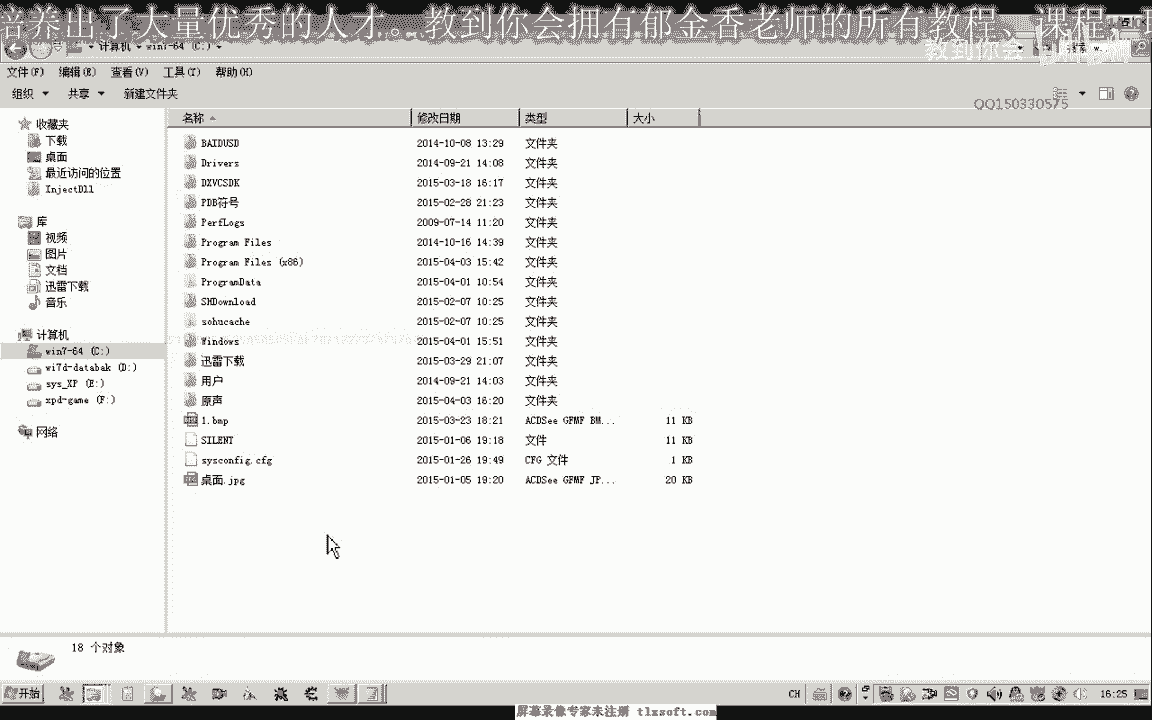 培养出了大量优秀的人才。教到你会拥有郁金香老师的所有教程、课程、
计算机 win7-64 (C:)
教到你会
文件(F) 编辑(E) 查看(V) 工具(T) 帮助(H)
组织 共享 新建文件夹
QQ150330575
名称 修改日期 类型 大小
收藏夹
下载
桌面
最近访问的位置
InjectDll
库
视频
图片
文档
迅雷下载
音乐
计算机
win7-64 (C:)
wi7d-databak (D:)
sys_XP (E:)
xpd-game (F:)
网络
BAIDUSD 2014-10-08 13:29 文件夹
Drivers 2014-09-21 14:08 文件夹
DXVCSDK 2015-03-18 16:17 文件夹
PDB符号 2015-02-28 21:23 文件夹
PerfLogs 2009-07-14 11:20 文件夹
Program Files 2014-10-16 14:39 文件夹
Program Files (x86) 2015-04-03 15:42 文件夹
ProgramData 2015-04-01 10:54 文件夹
SHDownload 2015-02-07 10:25 文件夹
sohucache 2015-02-07 10:25 文件夹
Windows 2015-04-01 15:51 文件夹
迅雷下载 2015-03-29 21:07 文件夹
用户 2014-09-21 14:03 文件夹
原声 2015-04-03 16:20 文件夹
1.bmp 2015-03-23 18:21 ACDSee GFMF BM... 11 KB
SILENT 2015-01-06 19:18 文件 11 KB
sysconfig.cfg 2015-01-26 19:49 CFG 文件 1 KB
桌面.jpg 2015-01-05 19:20 ACDSee GFMF JP... 20 KB
18 个对象
开始 CH 16:25
屏幕录像专家未注册 tlxsoft.com